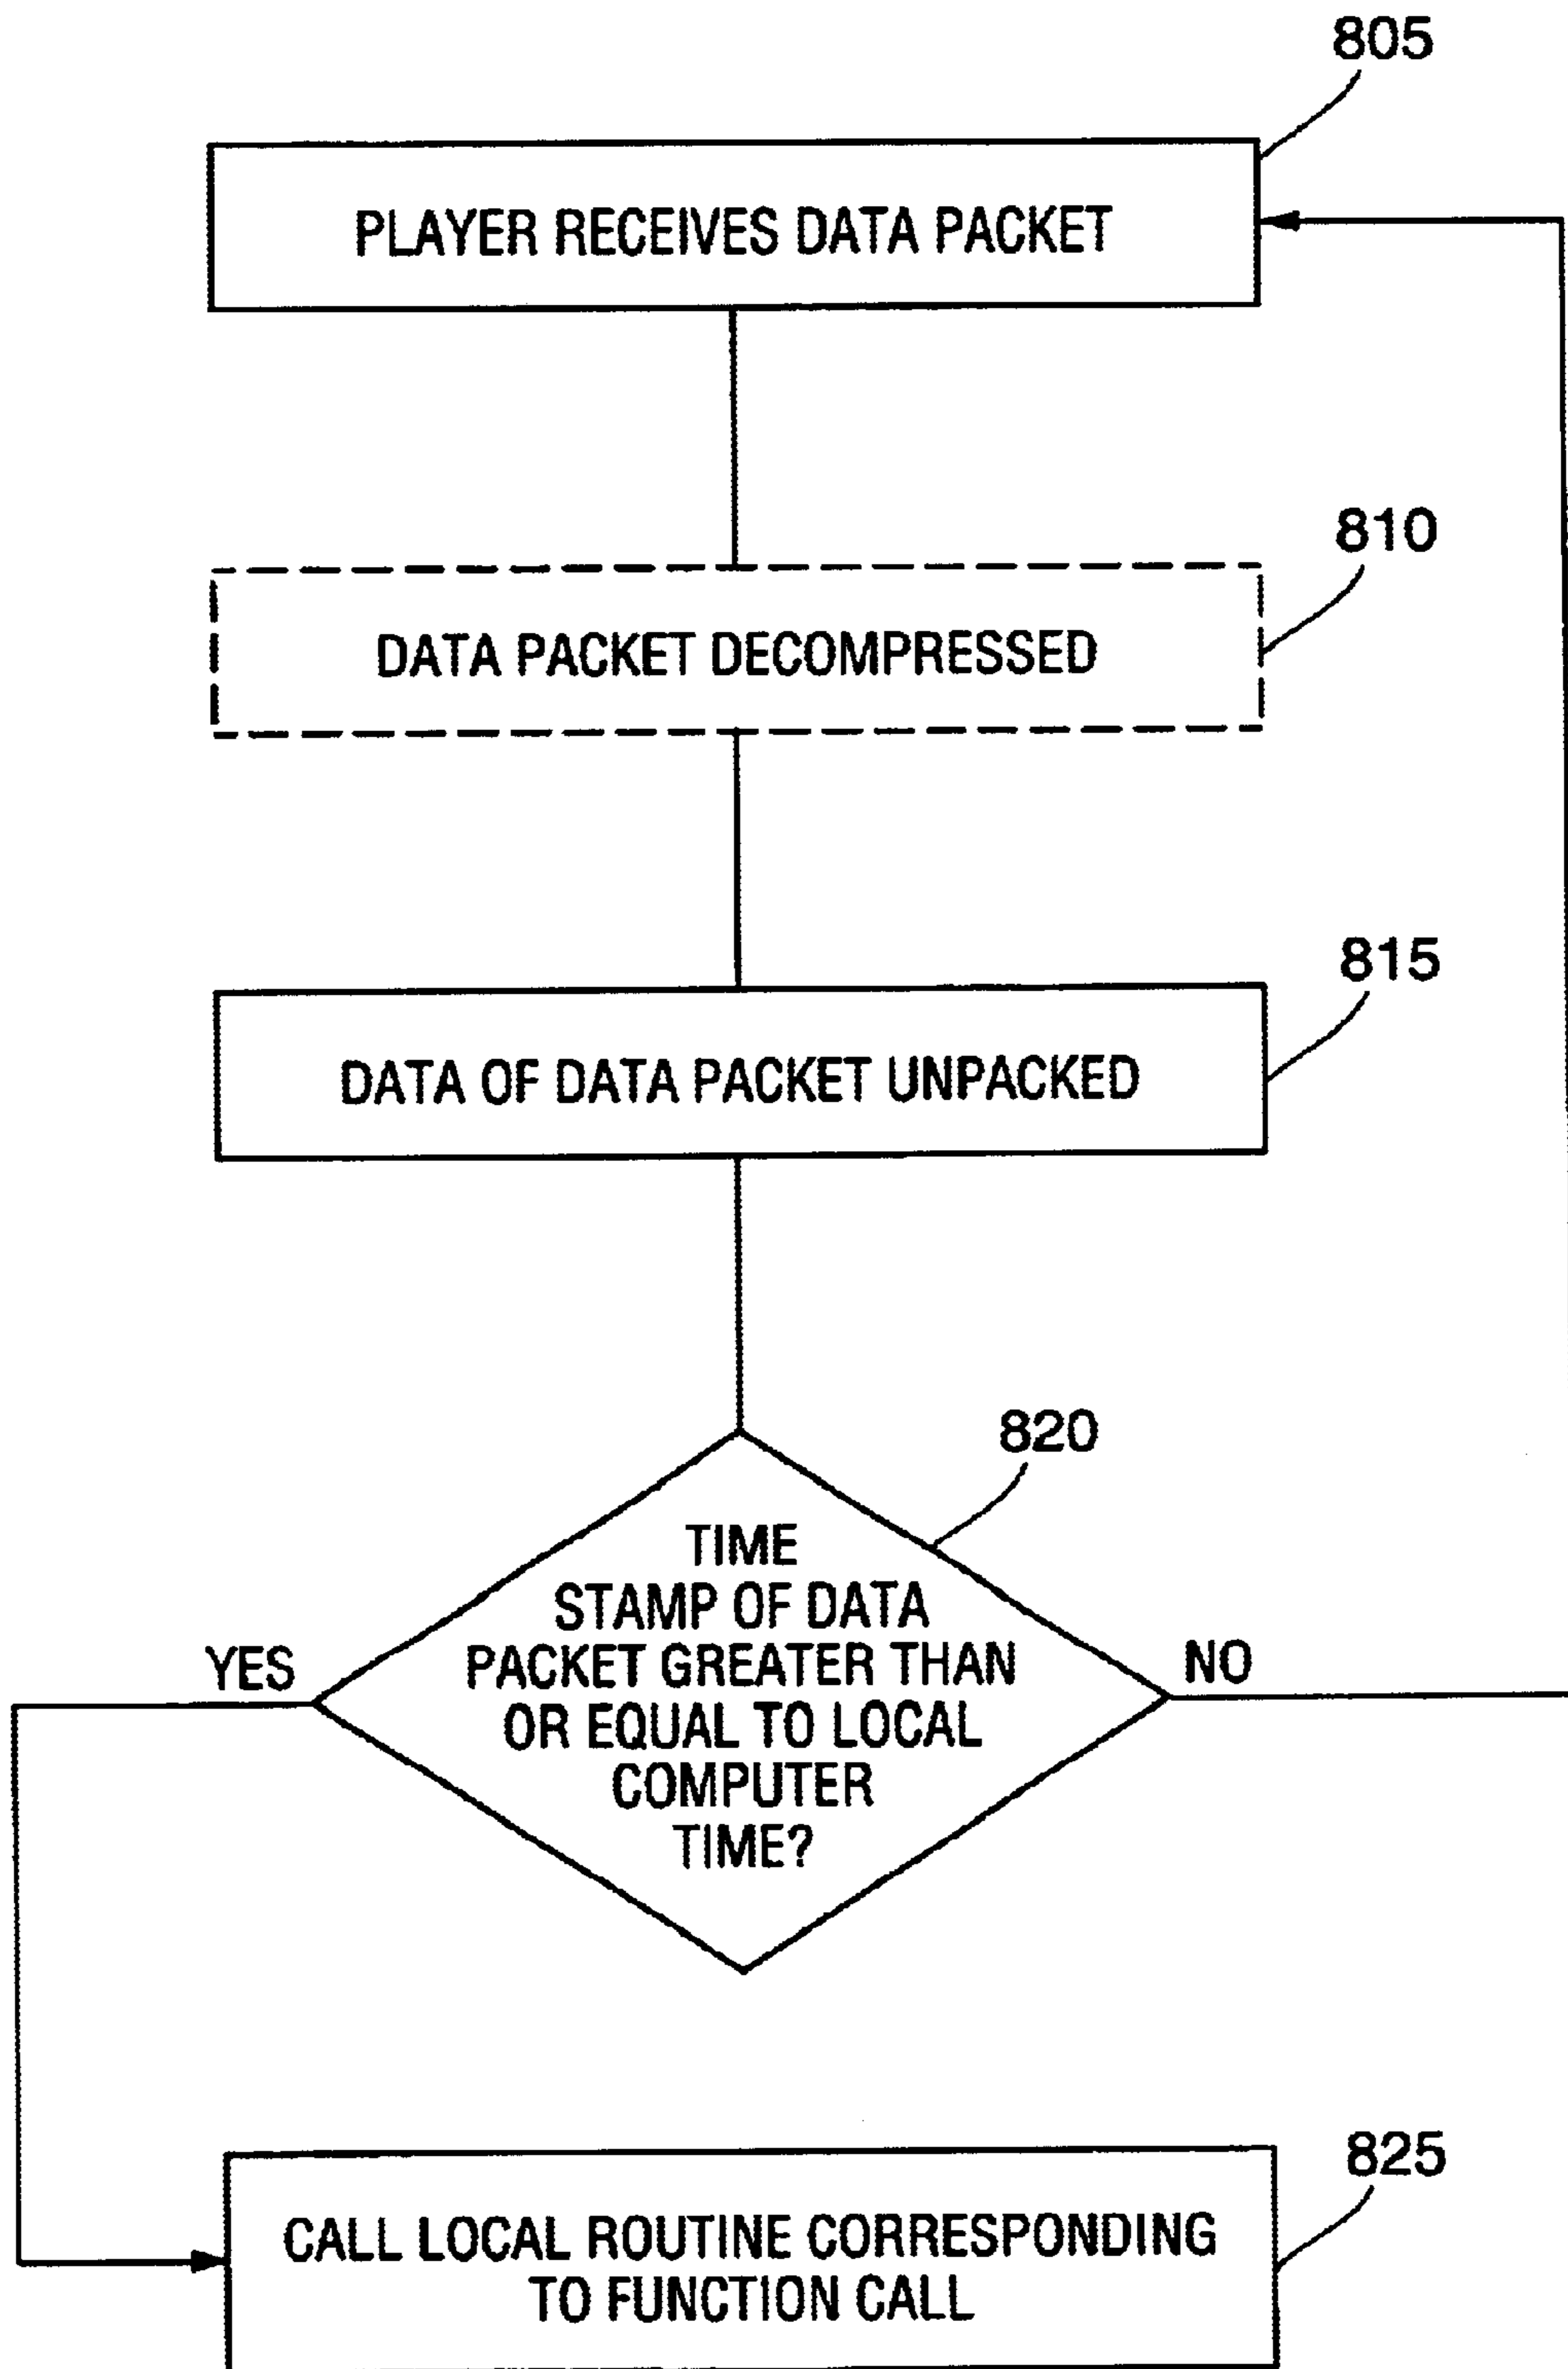 805
PLAYER RECEIVES DATA PACKET
810
DATA PACKET DECOMPRESSED
815
DATA OF DATA PACKET UNPACKED
820
TIME
STAMP OF DATA
PACKET GREATER THAN
OR EQUAL TO LOCAL
COMPUTER
TIME?
YES
NO
825
CALL LOCAL ROUTINE CORRESPONDING
TO FUNCTION CALL